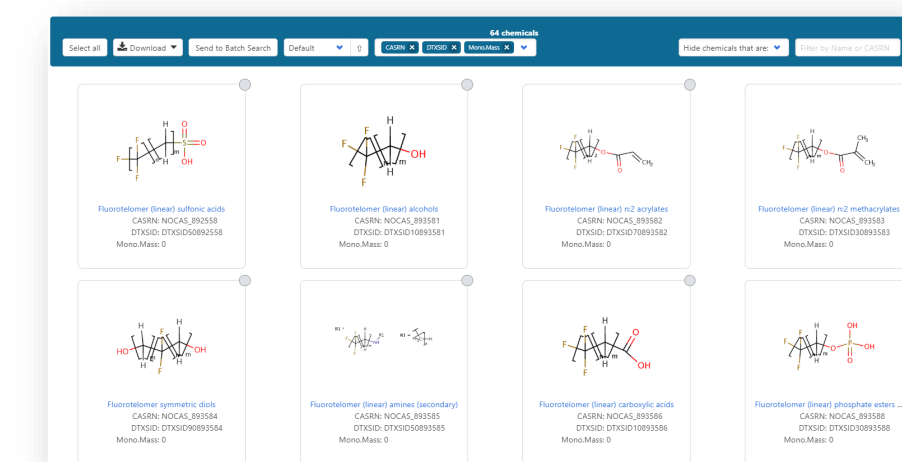 64 chemicals
Select all
Download
Send to Batch Search
Default
CASRN X
DTXSID X
Mono.Mass X
Hide chemicals that are:
Filter by Name or CASRN
Fluorotelomer (linear) sulfonic acids
CASRN: NOCAS_892558
DTXSID: DTXSID50892558
Mono.Mass: 0
Fluorotelomer (linear) alcohols
CASRN: NOCAS_893581
DTXSID: DTXSID10893581
Mono.Mass: 0
Fluorotelomer (linear) n:2 acrylates
CASRN: NOCAS_893582
DTXSID: DTXSID70893582
Mono.Mass: 0
Fluorotelomer (linear) n:2 methacrylates
CASRN: NOCAS_893583
DTXSID: DTXSID30893583
Mono.Mass: 0
Fluorotelomer symmetric diols
CASRN: NOCAS_893584
DTXSID: DTXSID90893584
Mono.Mass: 0
Fluorotelomer (linear) amines (secondary)
CASRN: NOCAS_893585
DTXSID: DTXSID50893585
Mono.Mass: 0
Fluorotelomer (linear) carboxylic acids
CASRN: NOCAS_893586
DTXSID: DTXSID10893586
Mono.Mass: 0
Fluorotelomer (linear) phosphate esters ...
CASRN: NOCAS_893588
DTXSID: DTXSID30893588
Mono.Mass: 0